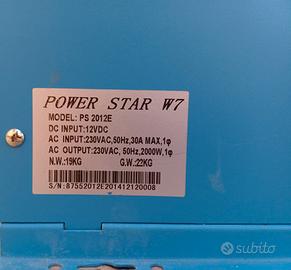 POWER STAR W7
MODEL: PS 2012E
DC INPUT:12VDC
AC INPUT:230VAC,50Hz,30A MAX,1φ
AC OUTPUT:230VAC, 50Hz,2000W,1φ
N.W.:19KG G.W.:22KG
S/N:87552012E201412120008
subito